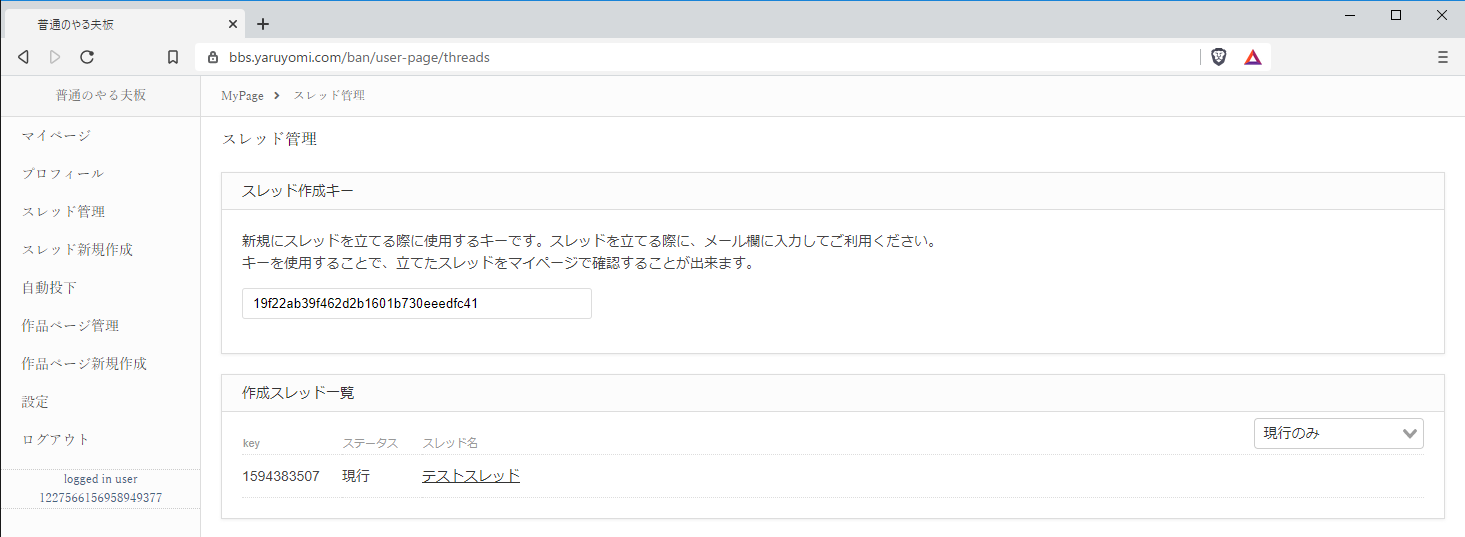 普通のやる夫板
bbs.yaruyomi.com/ban/user-page/threads
普通のやる夫板
MyPage スレッド管理
マイページ
プロフィール
スレッド管理
スレッド新規作成
自動投下
作品ページ管理
作品ページ新規作成
設定
ログアウト
logged in user
1227566156958949377
スレッド管理
スレッド作成キー
新規にスレッドを立てる際に使用するキーです。スレッドを立てる際に、メール欄に入力してご利用ください。
キーを使用することで、立てたスレッドをマイページで確認することが出来ます。
19f22ab39f462d2b1601b730eeedfc41
作成スレッド一覧
現行のみ
key ステータス スレッド名
1594383507 現行 テストスレッド